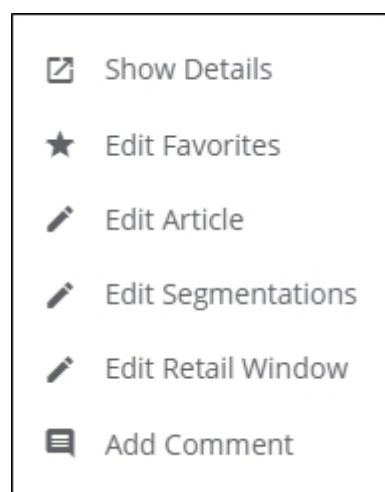 Show Details
Edit Favorites
Edit Article
Edit Segmentations
Edit Retail Window
Add Comment